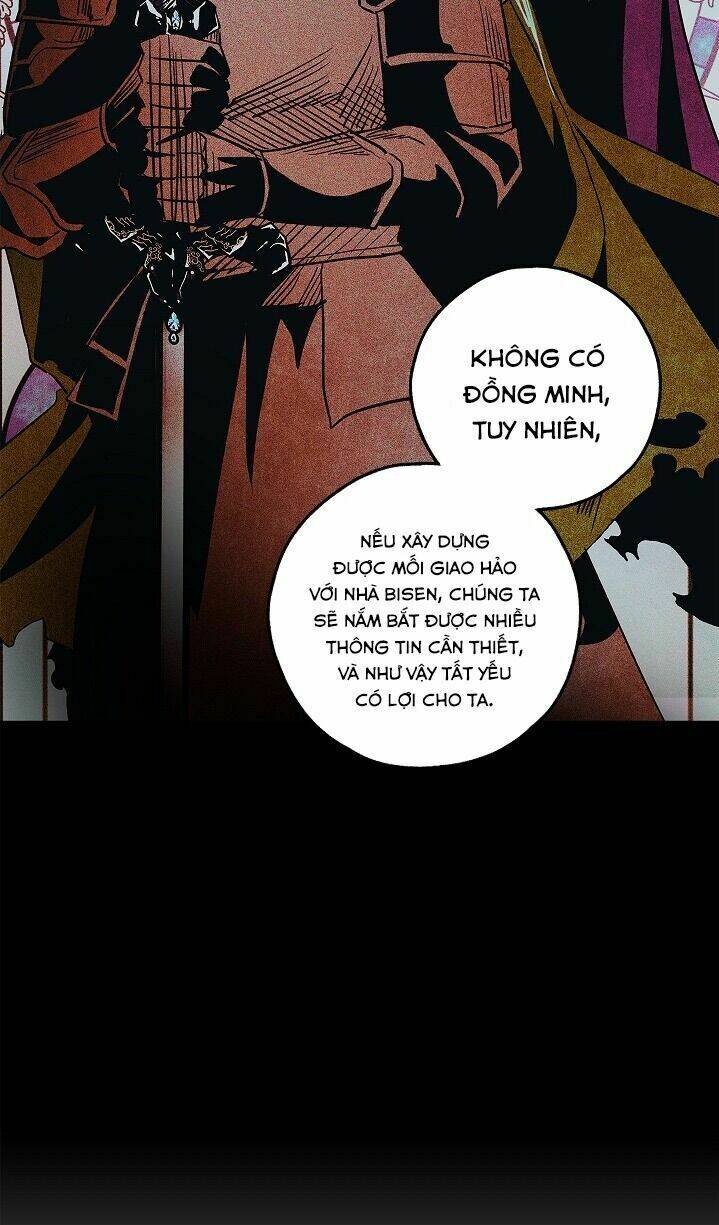 KHÔNG CÓ
ĐỒNG MINH,
TUY NHIÊN,
NẾU XÂY DỰNG
ĐƯỢC MỐI GIAO HẢO
VỚI NHÀ BISEN, CHÚNG TA
SẼ NẮM BẮT ĐƯỢC NHIỀU
THÔNG TIN CẦN THIẾT,
VÀ NHƯ VẬY TẤT YẾU
CÓ LỢI CHO TA.